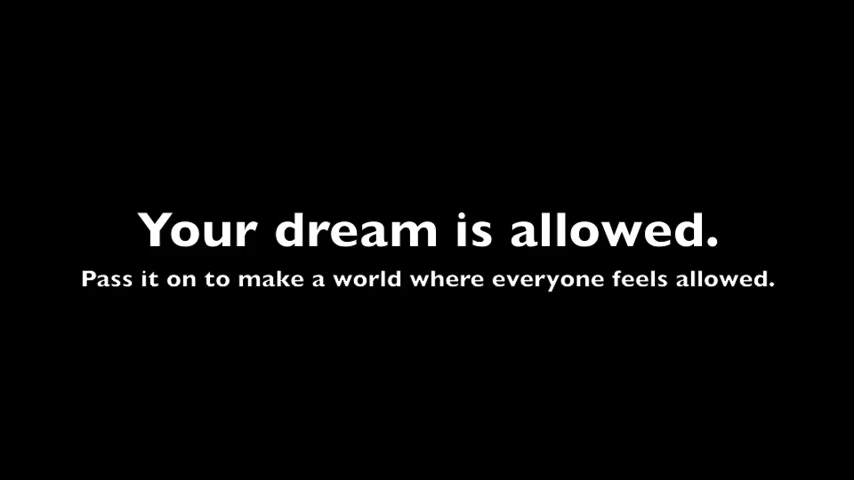 Your dream is allowed.
Pass it on to make a world where everyone feels allowed.